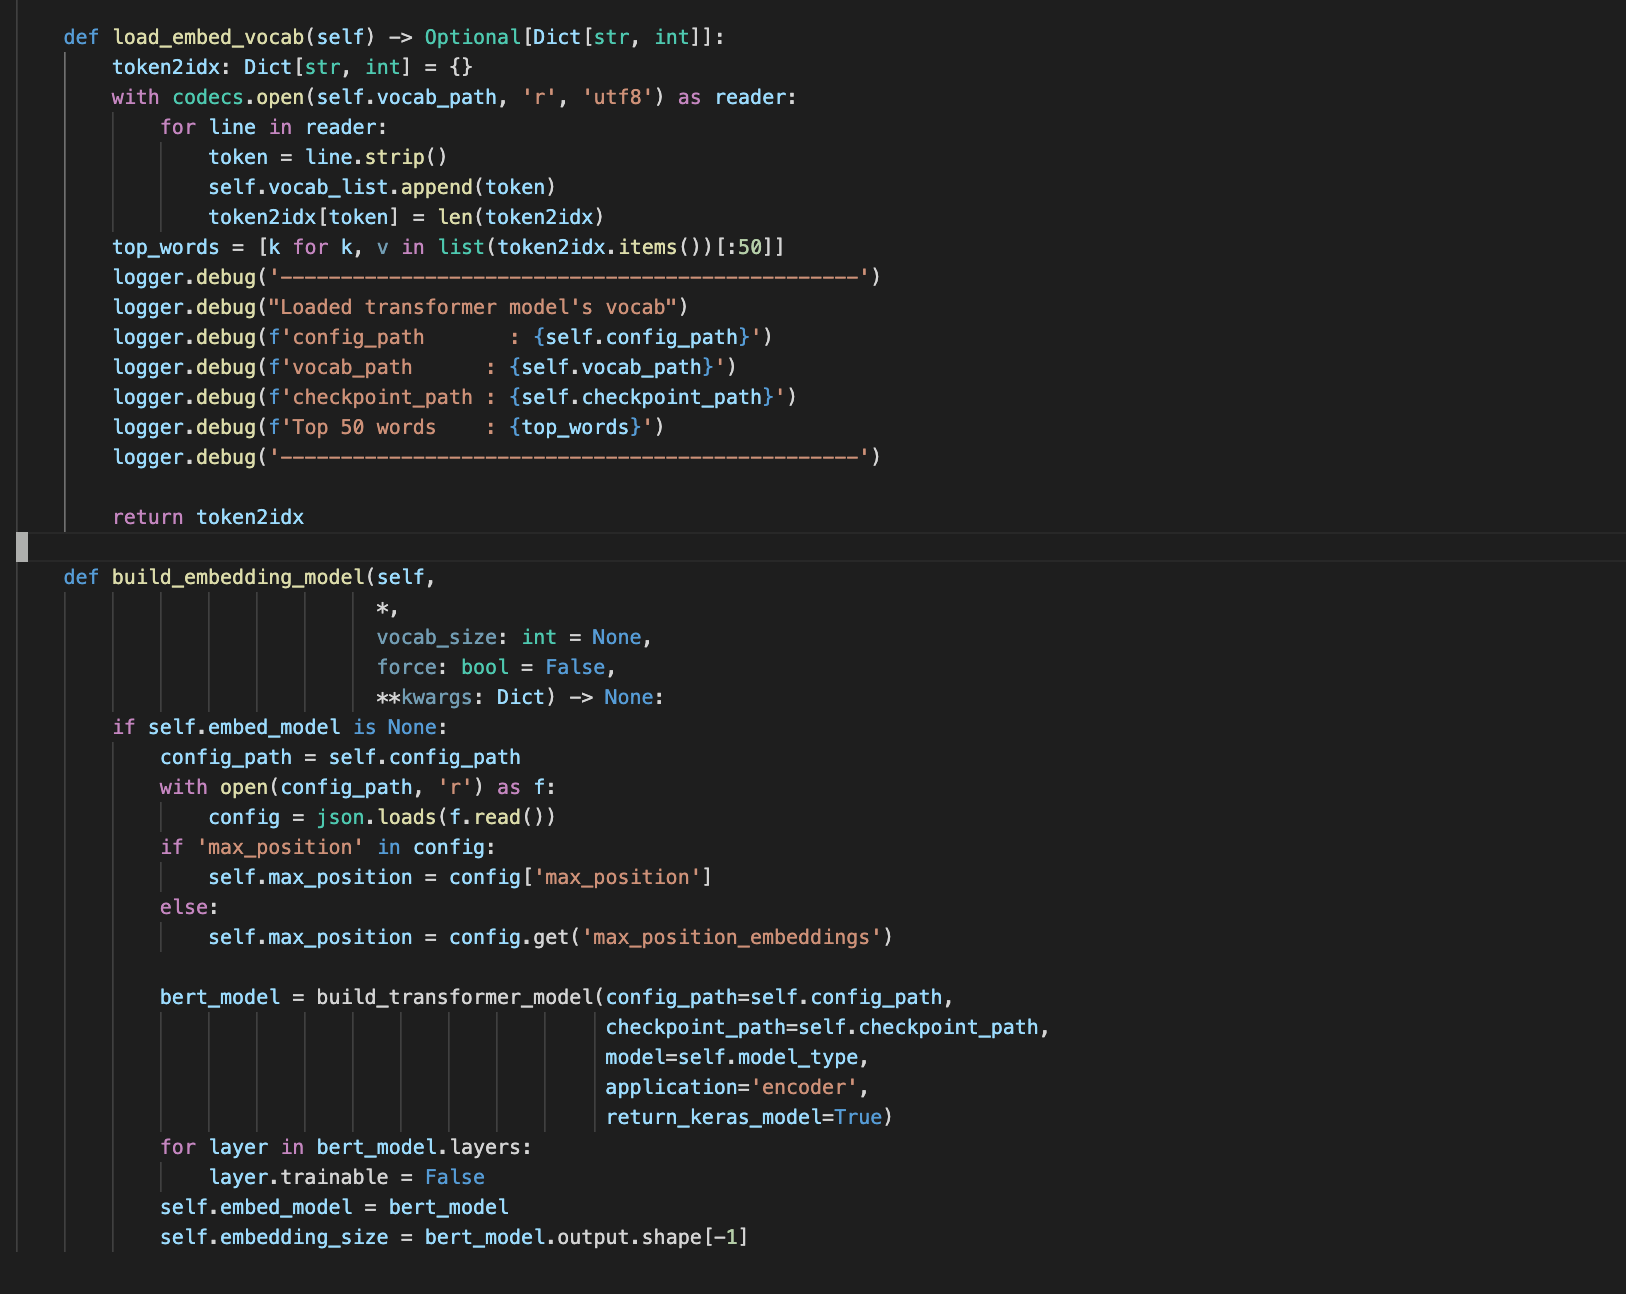 def load_embed_vocab(self) -> Optional[Dict[str, int]]:
token2idx: Dict[str, int] = {}
with codecs.open(self.vocab_path, 'r', 'utf8') as reader:
for line in reader:
token = line.strip()
self.vocab_list.append(token)
token2idx[token] = len(token2idx)
top_words = [k for k, v in list(token2idx.items())[:50]]
logger.debug('------------------------------------------------')
logger.debug("Loaded transformer model's vocab")
logger.debug(f'config_path       : {self.config_path}')
logger.debug(f'vocab_path      : {self.vocab_path}')
logger.debug(f'checkpoint_path : {self.checkpoint_path}')
logger.debug(f'Top 50 words    : {top_words}')
logger.debug('------------------------------------------------')
return token2idx
def build_embedding_model(self,
*,
vocab_size: int = None,
force: bool = False,
**kwargs: Dict) -> None:
if self.embed_model is None:
config_path = self.config_path
with open(config_path, 'r') as f:
config = json.loads(f.read())
if 'max_position' in config:
self.max_position = config['max_position']
else:
self.max_position = config.get('max_position_embeddings')
bert_model = build_transformer_model(config_path=self.config_path,
checkpoint_path=self.checkpoint_path,
model=self.model_type,
application='encoder',
return_keras_model=True)
for layer in bert_model.layers:
layer.trainable = False
self.embed_model = bert_model
self.embedding_size = bert_model.output.shape[-1]